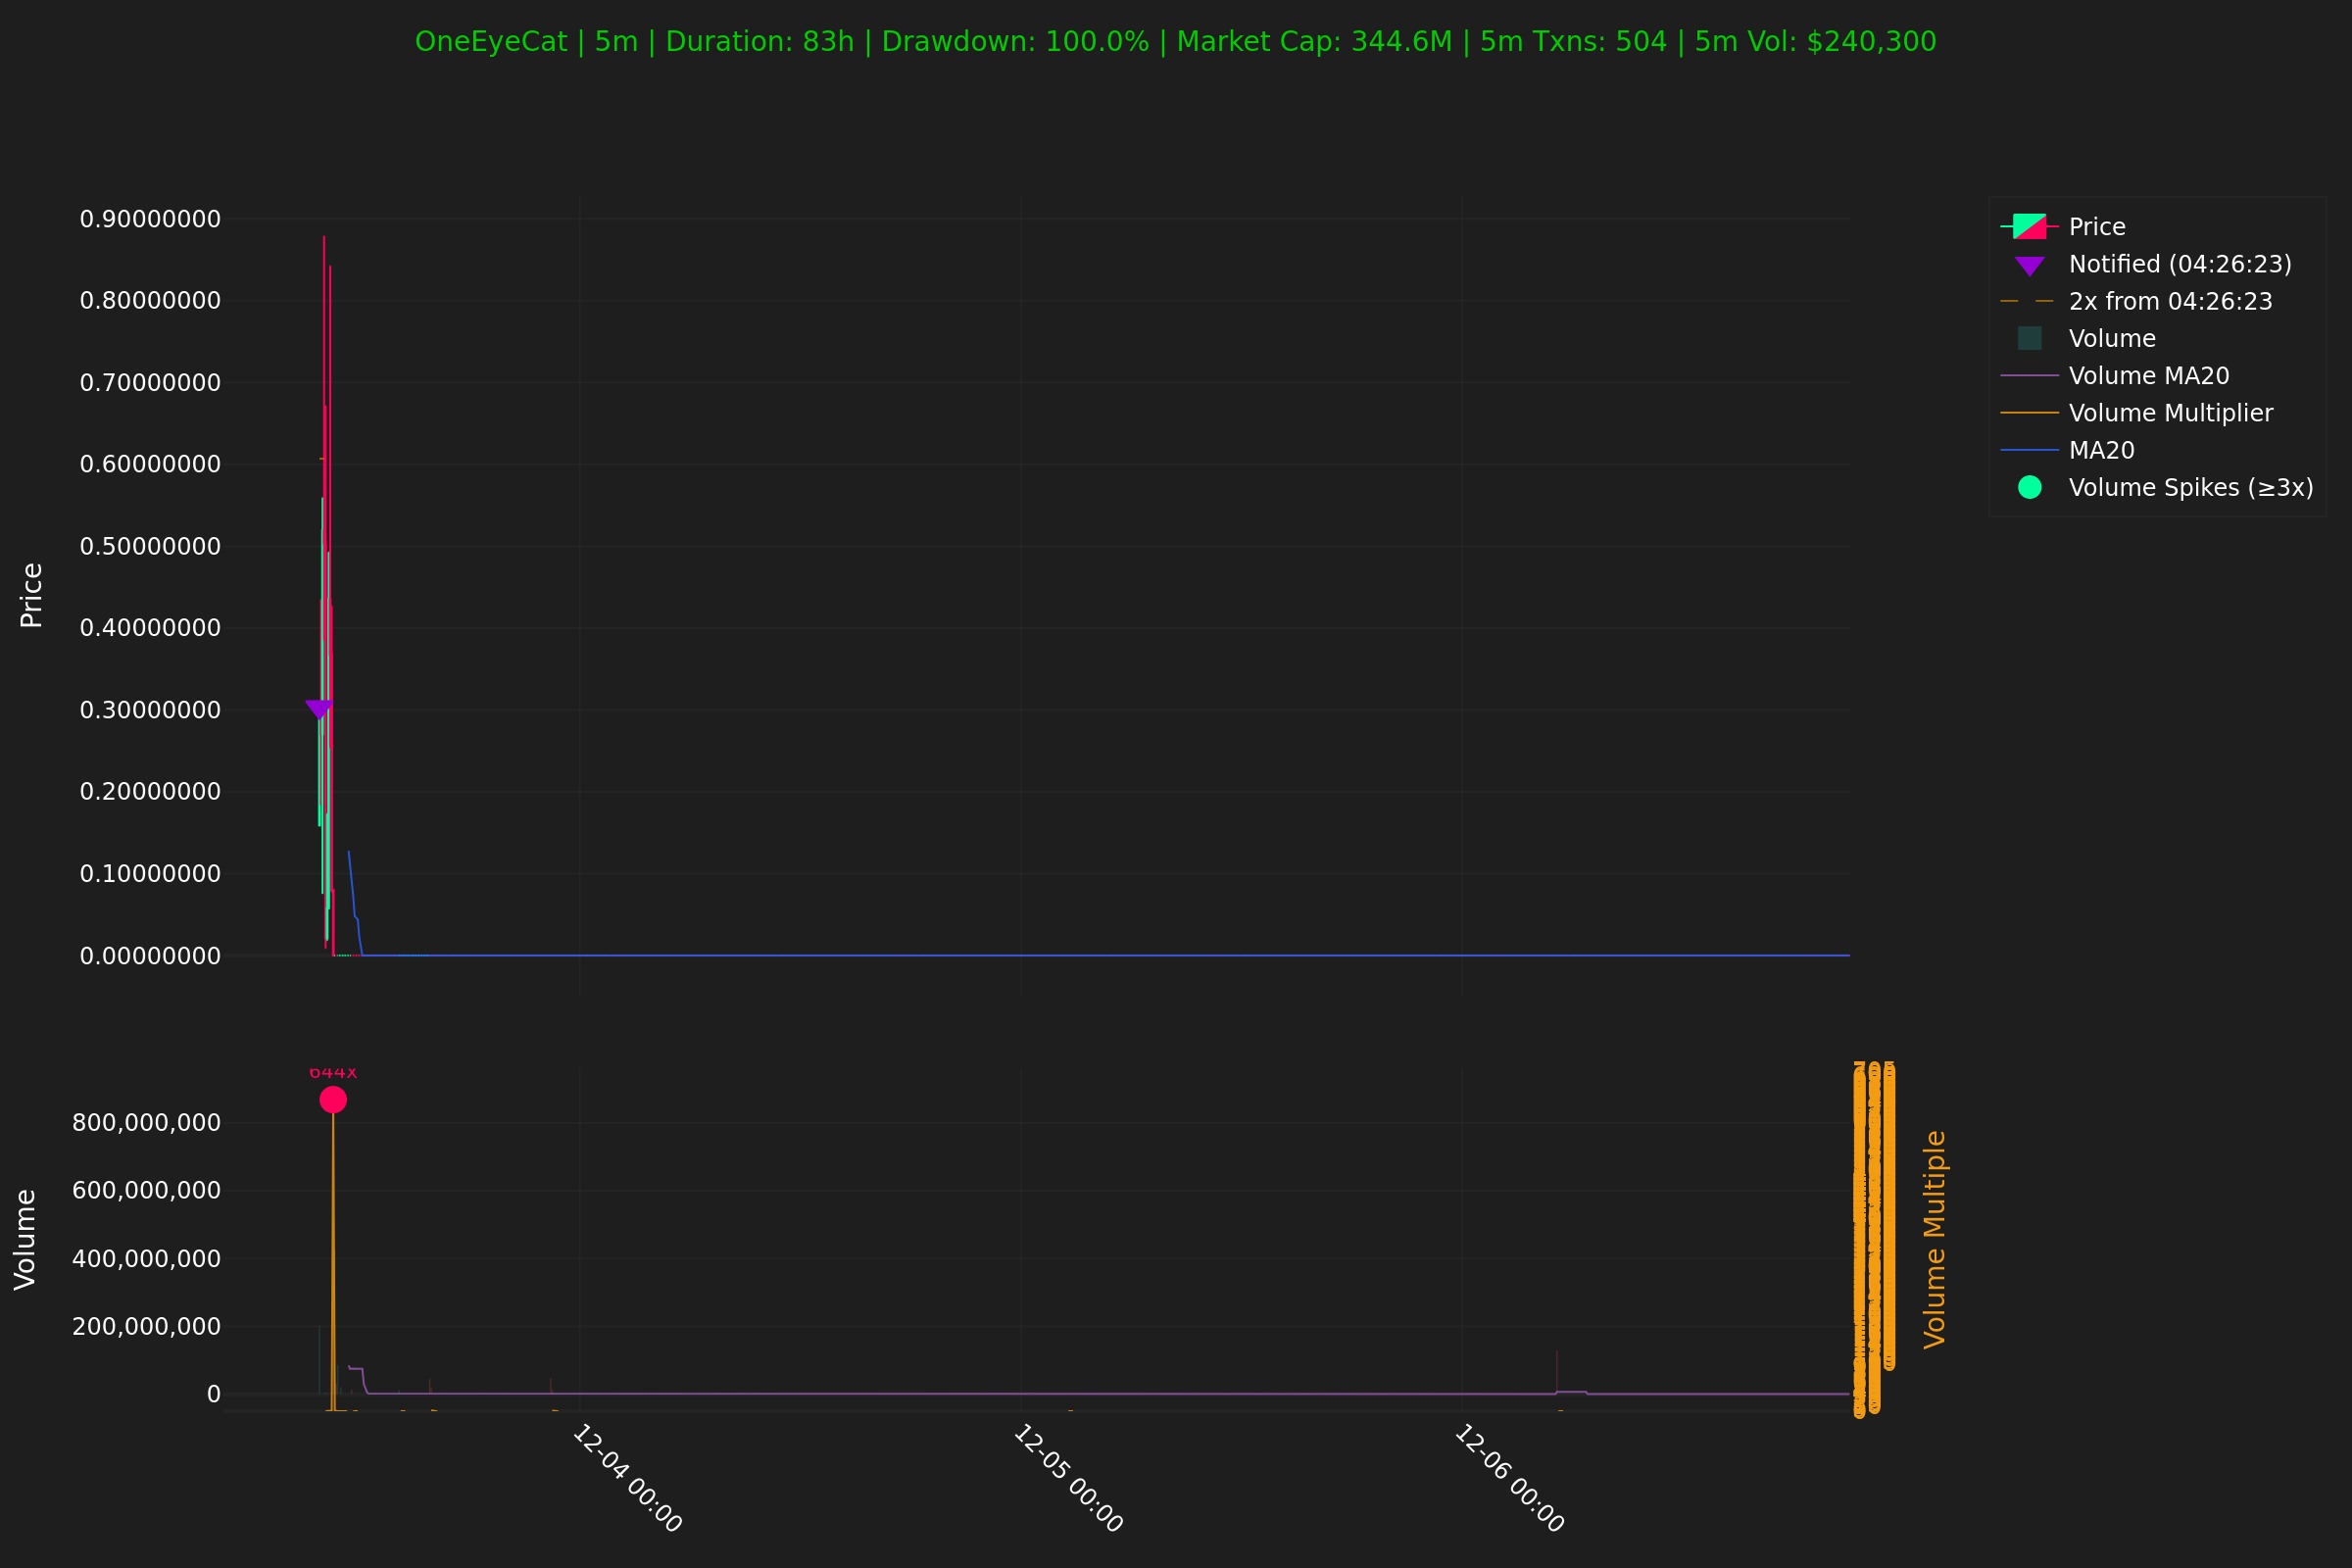 OneEyeCat | 5m | Duration: 83h | Drawdown: 100.0% | Market Cap: 344.6M | 5m Txns: 504 | 5m Vol: $240,300
Price
0.90000000
0.80000000
0.70000000
0.60000000
0.50000000
0.40000000
0.30000000
0.20000000
0.10000000
0.00000000
Price
Notified (04:26:23)
2x from 04:26:23
Volume
Volume MA20
Volume Multiplier
MA20
Volume Spikes (≥3x)
Volume
644x
800,000,000
600,000,000
400,000,000
200,000,000
0
Volume Multiple
12-04 00:00
12-05 00:00
12-06 00:00